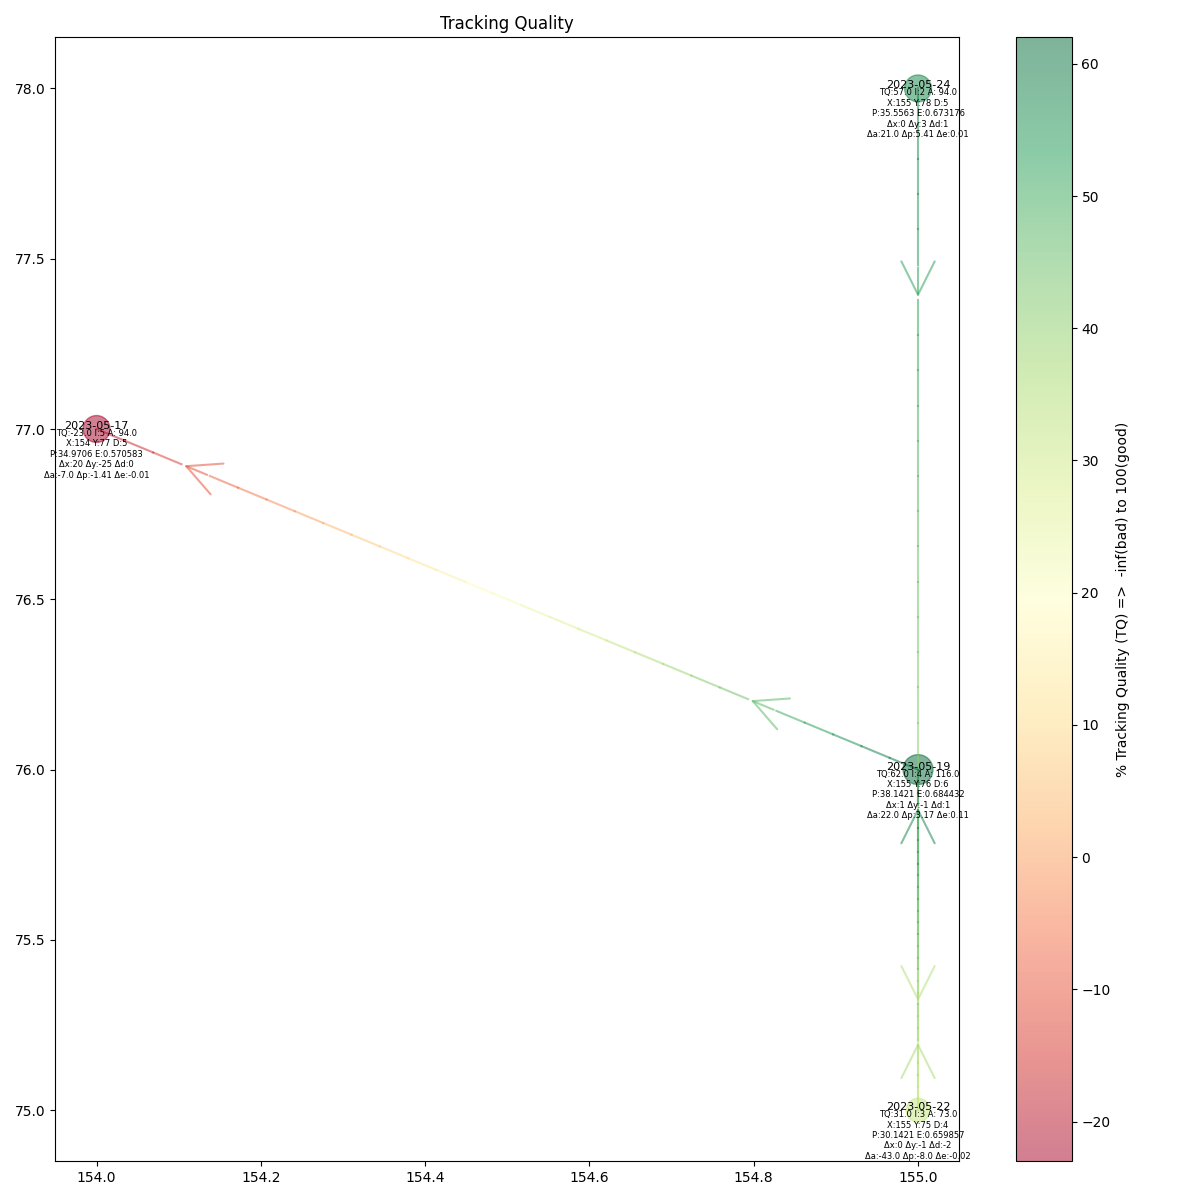 Tracking Quality
78.0
77.5
77.0
76.5
76.0
75.5
75.0
154.0
154.2
154.4
154.6
154.8
155.0
2023-05-24
TQ:57.0 I:2 A: 94.0
X:155 Y:78 D:5
P:35.5563 E:0.673176
Δx:0 Δy:3 Δd:1
Δa:21.0 Δp:5.41 Δe:0.01
2023-05-17
TQ:-23.0 I:5 A: 94.0
X:154 Y:77 D:5
P:34.9706 E:0.570583
Δx:20 Δy:-25 Δd:0
Δa:-7.0 Δp:-1.41 Δe:-0.01
2023-05-19
TQ:62.0 I:4 A: 116.0
X:155 Y:76 D:6
P:38.1421 E:0.684432
Δx:1 Δy:-1 Δd:1
Δa:22.0 Δp:3.17 Δe:0.11
2023-05-22
TQ:31.0 I:3 A: 73.0
X:155 Y:75 D:4
P:30.1421 E:0.659857
Δx:0 Δy:-1 Δd:-2
Δa:-43.0 Δp:-8.0 Δe:-0.02
60
50
40
30
20
10
0
−10
−20
% Tracking Quality (TQ) => -inf(bad) to 100(good)